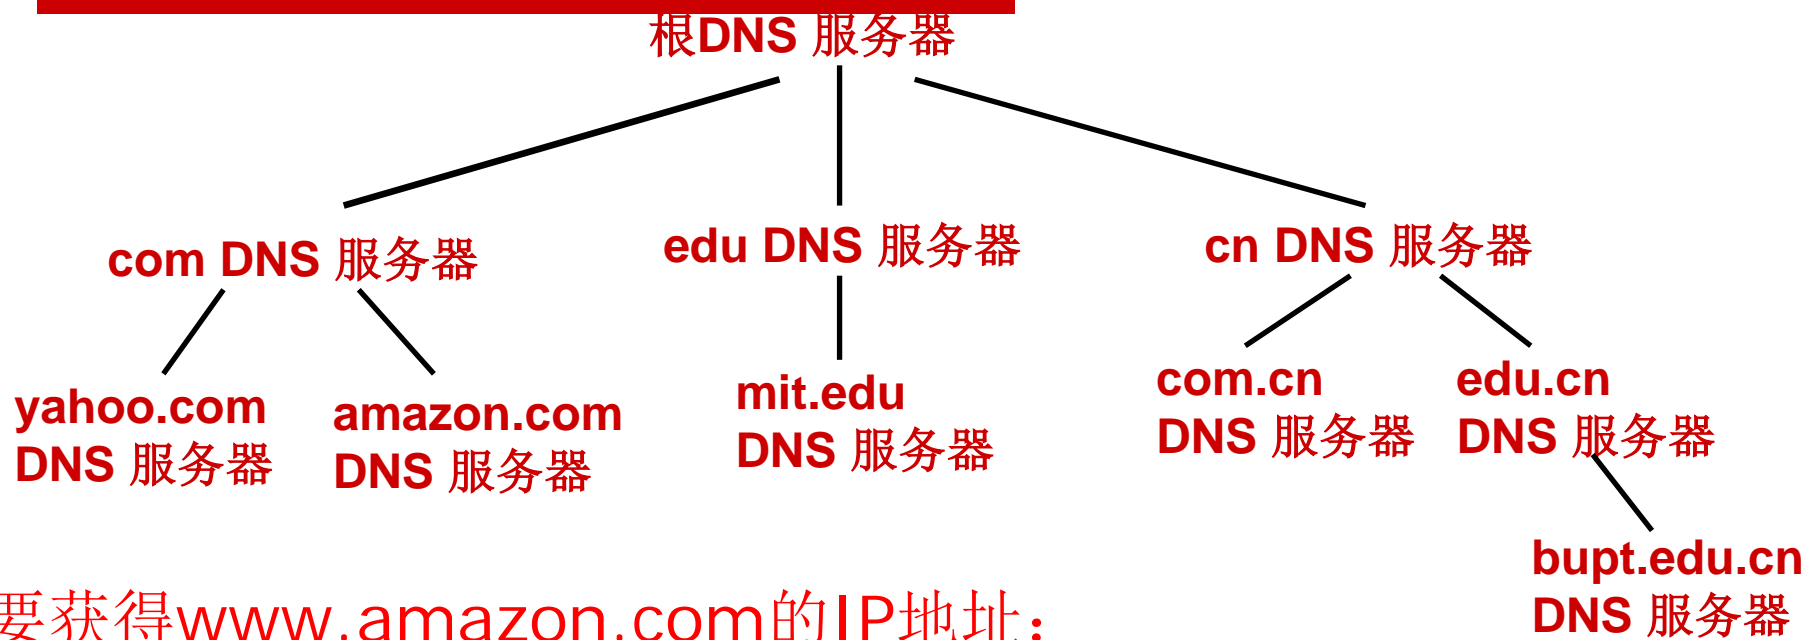 根DNS 服务器
com DNS 服务器
edu DNS 服务器
cn DNS 服务器
yahoo.com
DNS 服务器
amazon.com
DNS 服务器
mit.edu
DNS 服务器
com.cn
DNS 服务器
edu.cn
DNS 服务器
bupt.edu.cn
DNS 服务器
要获得www.amazon.com的IP地址：